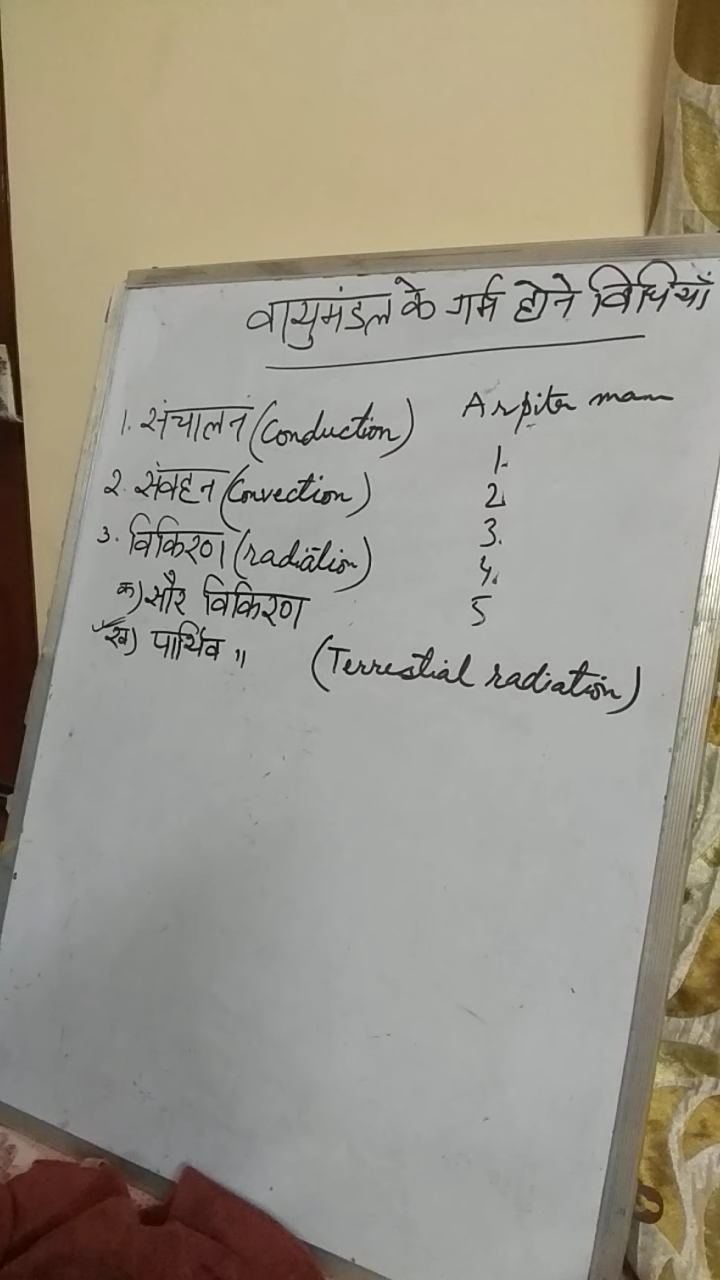 वायुमंडल के गर्म होने विधियाँ
1. संचालन (Conduction)
2. संवहन (Convection)
3. विकिरण (radiation)
क) सौर विकिरण
ख) पार्थिव " (Terrestial radiation)
Arpita mam
1.
2
3.
4.
5